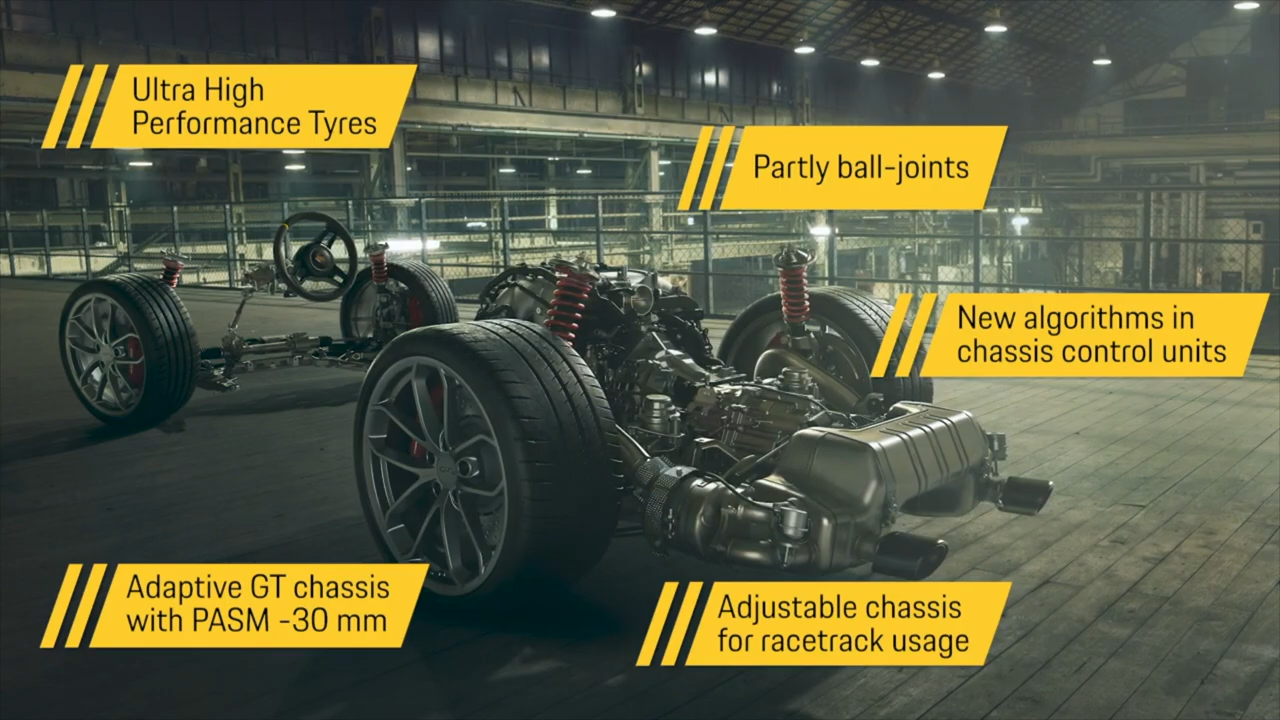 Ultra High
Performance Tyres
Partly ball-joints
New algorithms in
chassis control units
Adaptive GT chassis
with PASM -30 mm
Adjustable chassis
for racetrack usage